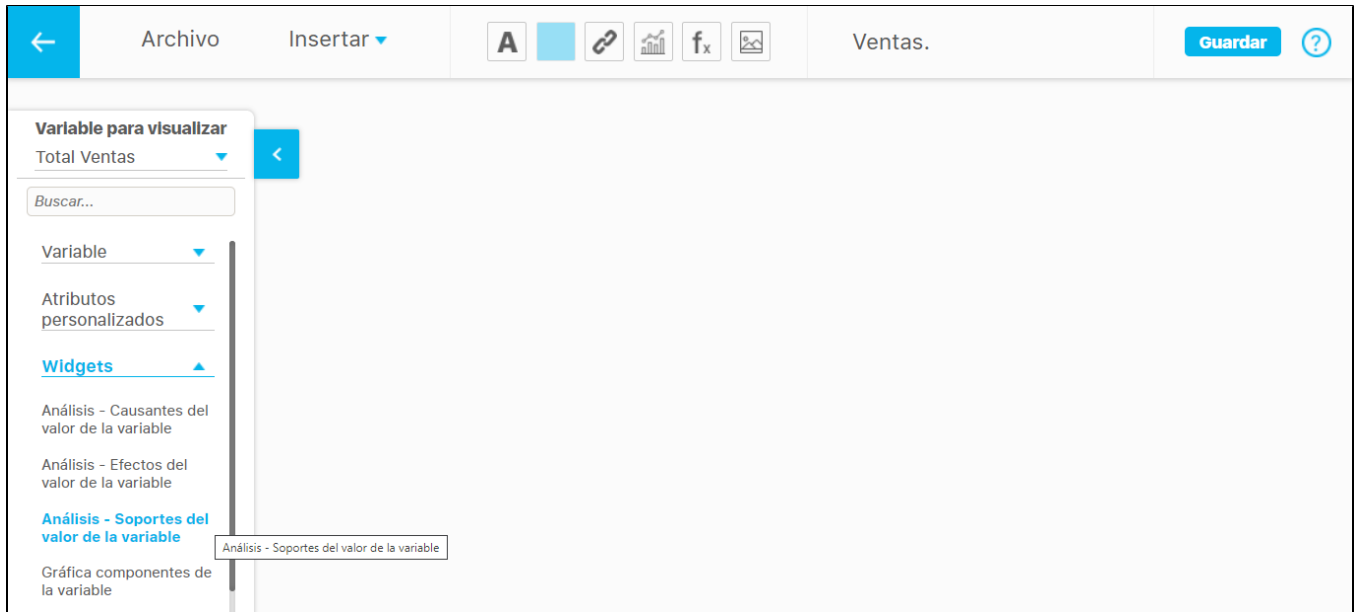 Archivo
Insertar
A
fx
Ventas.
Guardar
?
Variable para visualizar
Total Ventas
Buscar...
Variable
Atributos
personalizados
Widgets
Análisis - Causantes del
valor de la variable
Análisis - Efectos del
valor de la variable
Análisis - Soportes del
valor de la variable
Análisis - Soportes del valor de la variable
Gráfica componentes de
la variable